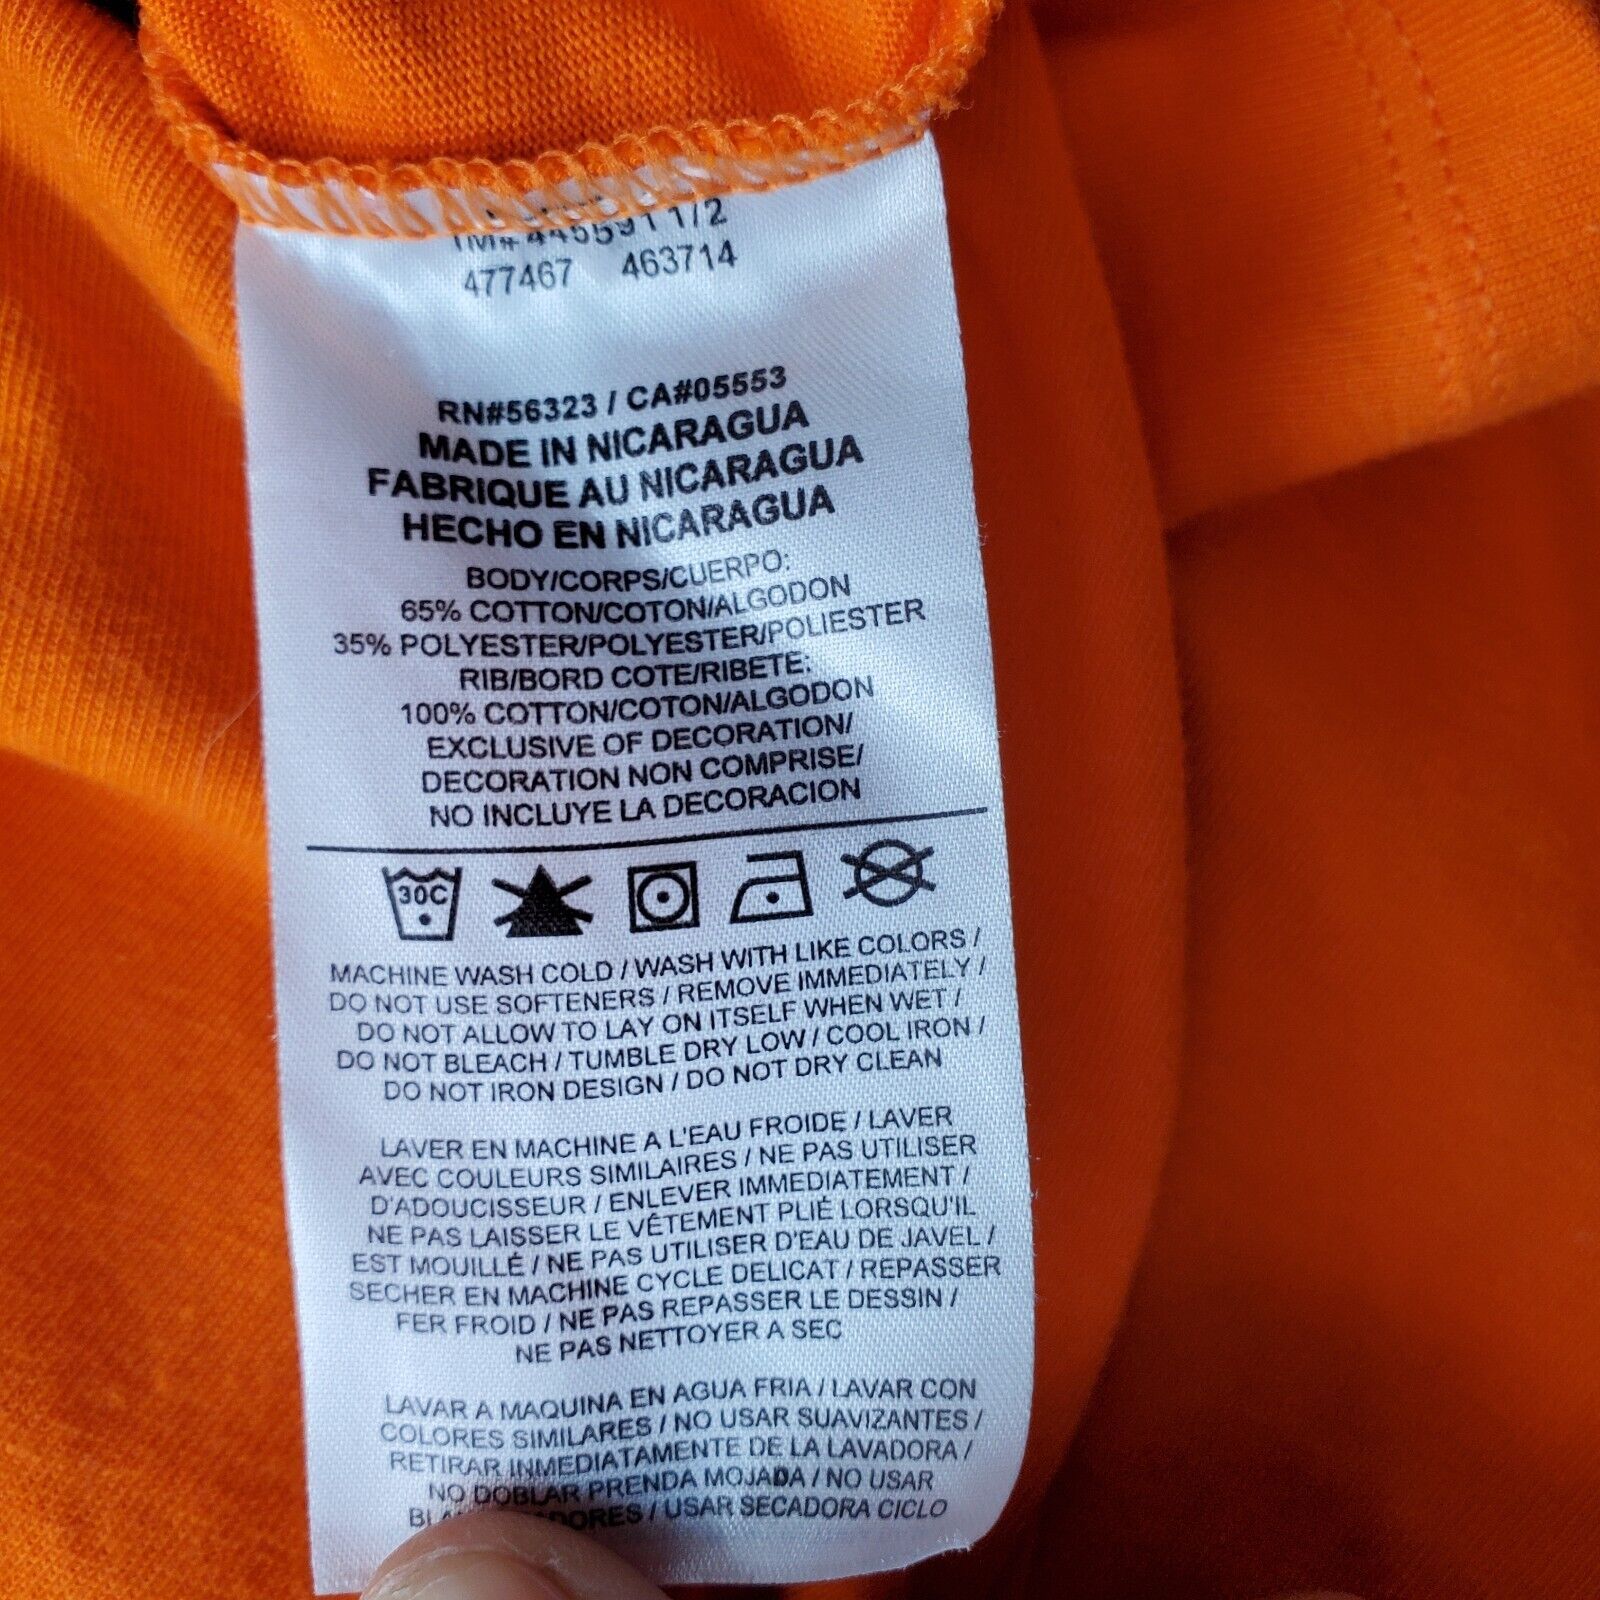 IM# 445591 1/2
477467 463714
RN#56323 / CA#05553
MADE IN NICARAGUA
FABRIQUE AU NICARAGUA
HECHO EN NICARAGUA
BODY/CORPS/CUERPO:
65% COTTON/COTON/ALGODON
35% POLYESTER/POLYESTER/POLIESTER
RIB/BORD COTE/RIBETE:
100% COTTON/COTON/ALGODON
EXCLUSIVE OF DECORATION/
DECORATION NON COMPRISE/
NO INCLUYE LA DECORACION
30C
MACHINE WASH COLD / WASH WITH LIKE COLORS /
DO NOT USE SOFTENERS / REMOVE IMMEDIATELY /
DO NOT ALLOW TO LAY ON ITSELF WHEN WET /
DO NOT BLEACH / TUMBLE DRY LOW / COOL IRON /
DO NOT IRON DESIGN / DO NOT DRY CLEAN
LAVER EN MACHINE A L'EAU FROIDE / LAVER
AVEC COULEURS SIMILAIRES / NE PAS UTILISER
D'ADOUCISSEUR / ENLEVER IMMEDIATEMENT /
NE PAS LAISSER LE VÊTEMENT PLIÉ LORSQU'IL
EST MOUILLÉ / NE PAS UTILISER D'EAU DE JAVEL /
SECHER EN MACHINE CYCLE DELICAT / REPASSER
FER FROID / NE PAS REPASSER LE DESSIN /
NE PAS NETTOYER A SEC
LAVAR A MAQUINA EN AGUA FRIA / LAVAR CON
COLORES SIMILARES / NO USAR SUAVIZANTES /
RETIRAR INMEDIATAMENTE DE LA LAVADORA /
NO DOBLAR PRENDA MOJADA / NO USAR
/ USAR SECADORA CICLO